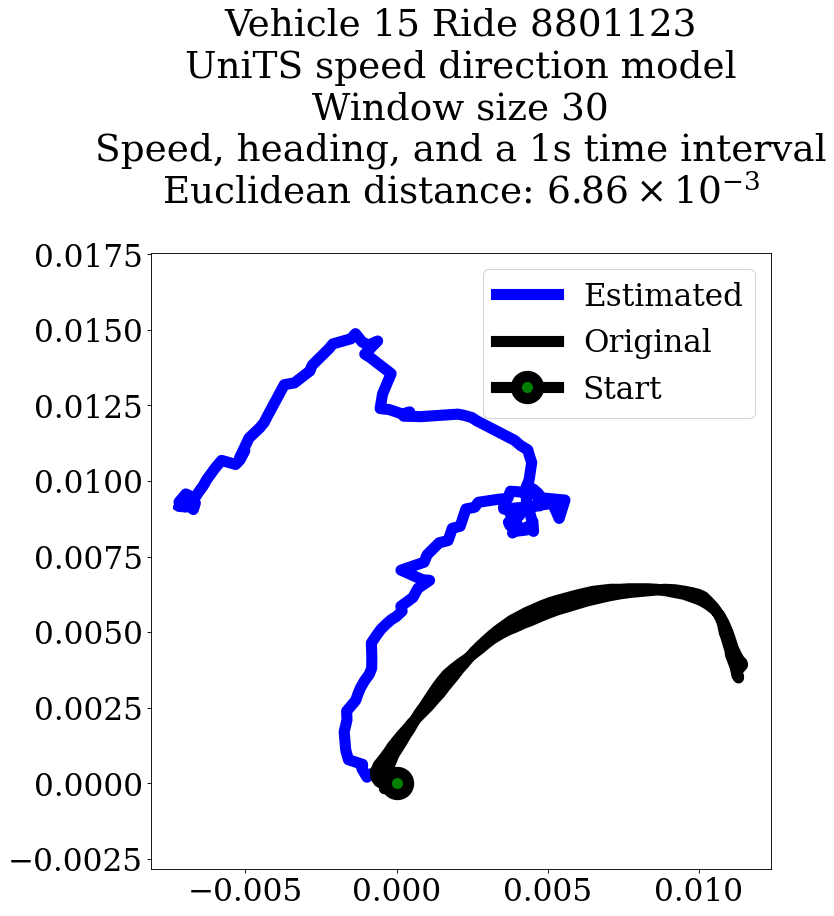 Vehicle 15 Ride 8801123
UniTS speed direction model
Window size 30
Speed, heading, and a 1s time interval
Euclidean distance: 6.86 × 10⁻³
0.0175
0.0150
0.0125
0.0100
0.0075
0.0050
0.0025
0.0000
−0.0025
Estimated
Original
Start
−0.005
0.000
0.005
0.010